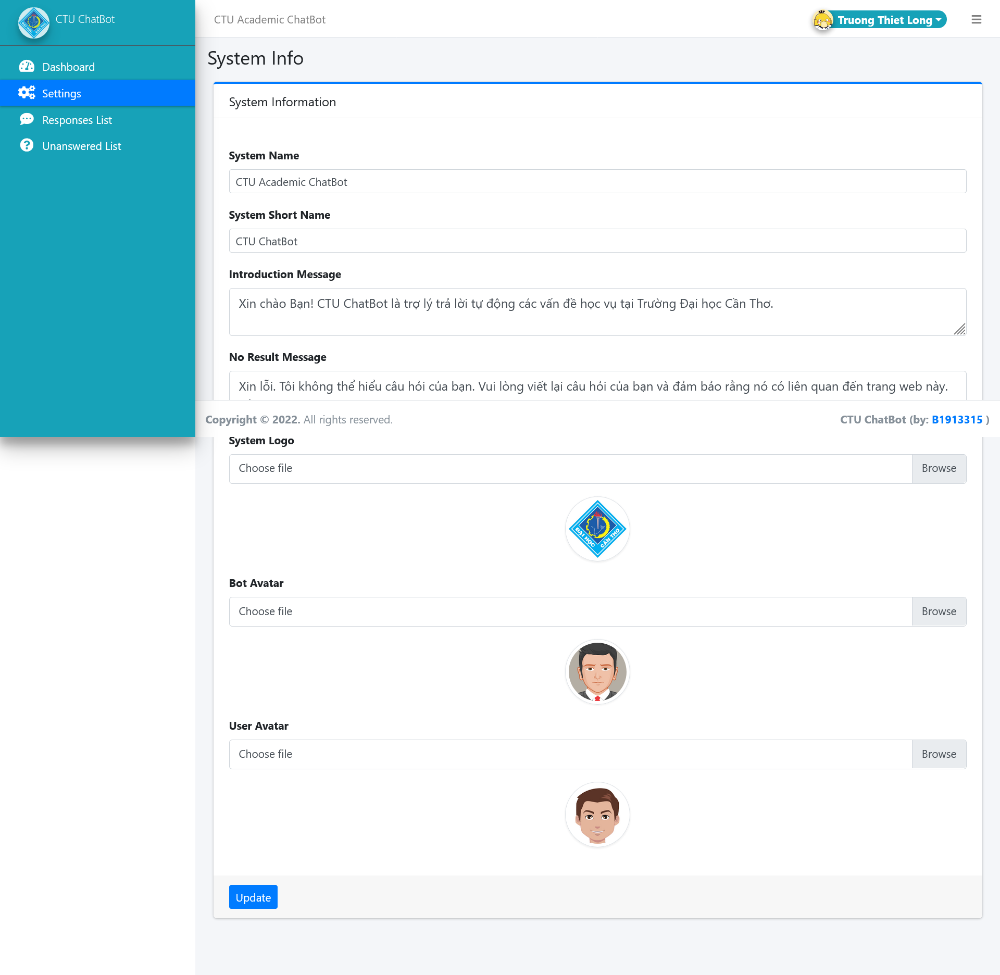 CTU ChatBot
Dashboard
Settings
Responses List
Unanswered List
CTU Academic ChatBot
Truong Thiet Long
System Info
System Information
System Name
CTU Academic ChatBot
System Short Name
CTU ChatBot
Introduction Message
Xin chào Bạn! CTU ChatBot là trợ lý trả lời tự động các vấn đề học vụ tại Trường Đại học Cần Thơ.
No Result Message
Xin lỗi. Tôi không thể hiểu câu hỏi của bạn. Vui lòng viết lại câu hỏi của bạn và đảm bảo rằng nó có liên quan đến trang web này.
Copyright © 2022. All rights reserved.
CTU ChatBot (by: B1913315 )
System Logo
Choose file
Browse
ĐẠI HỌC CẦN THƠ
Bot Avatar
Choose file
Browse
User Avatar
Choose file
Browse
Update